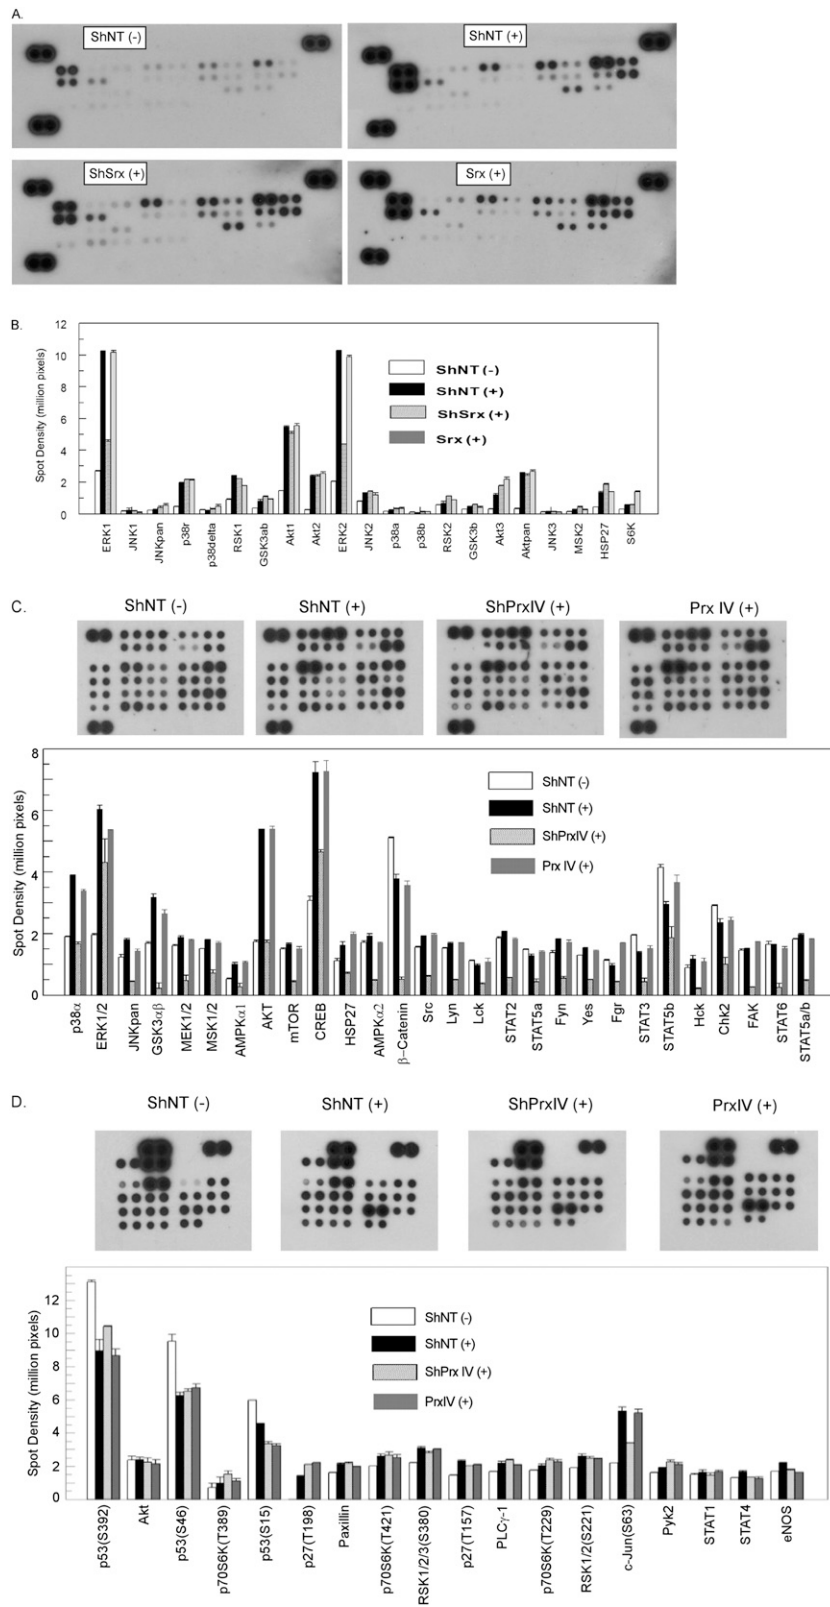 A.
ShNT (-)
ShNT (+)
ShSrx (+)
Srx (+)
B.
Spot Density (million pixels)
12
10
8
6
4
2
0
ShNT (-)
ShNT (+)
ShSrx (+)
Srx (+)
ERK1
JNK1
JNKpan
p38r
p38delta
RSK1
GSK3ab
Akt1
Akt2
ERK2
JNK2
p38a
p38b
RSK2
GSK3b
Akt3
Aktpan
JNK3
MSK2
HSP27
S6K
C.
ShNT (-)
ShNT (+)
ShPrxIV (+)
Prx IV (+)
Spot Density (million pixels)
8
6
4
2
0
ShNT (-)
ShNT (+)
ShPrxIV (+)
Prx IV (+)
p38α
ERK1/2
JNKpan
GSK3αβ
MEK1/2
MSK1/2
AMPKα1
AKT
mTOR
CREB
HSP27
AMPKα2
β-Catenin
Src
Lyn
Lck
STAT2
STAT5a
Fyn
Yes
Fgr
STAT3
STAT5b
Hck
Chk2
FAK
STAT6
STAT5a/b
D.
ShNT (-)
ShNT (+)
ShPrxIV (+)
PrxIV (+)
Spot Density (million pixels)
12
10
8
6
4
2
0
ShNT (-)
ShNT (+)
ShPrx IV (+)
PrxIV (+)
p53(S392)
Akt
p53(S46)
p70S6K(T389)
p53(S15)
p27(T198)
Paxillin
p70S6K(T421)
RSK1/2/3(S380)
p27(T157)
PLCγ-1
p70S6K(T229)
RSK1/2(S221)
c-Jun(S63)
Pyk2
STAT1
STAT4
eNOS